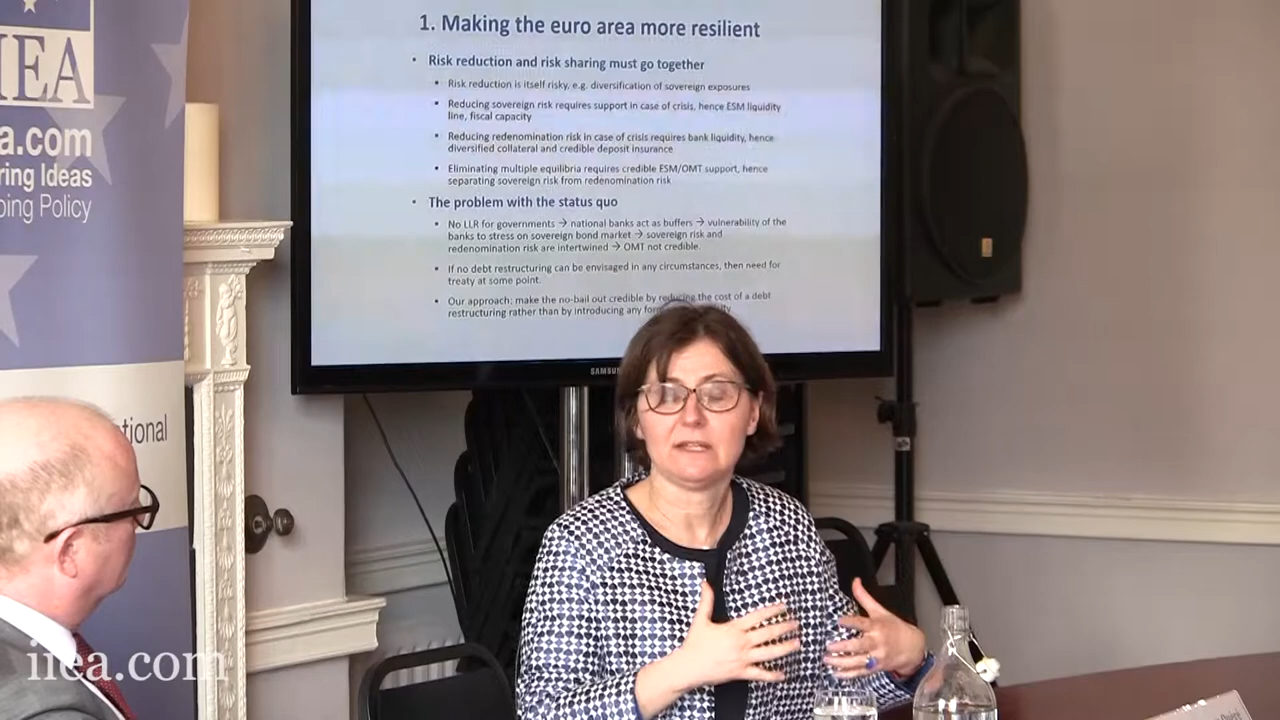 1. Making the euro area more resilient
• Risk reduction and risk sharing must go together
▪ Risk reduction is itself risky, e.g. diversification of sovereign exposures
▪ Reducing sovereign risk requires support in case of crisis, hence ESM liquidity
line, fiscal capacity
▪ Reducing redenomination risk in case of crisis requires bank liquidity, hence
diversified collateral and credible deposit insurance
▪ Eliminating multiple equilibria requires credible ESM/OMT support, hence
separating sovereign risk from redenomination risk
• The problem with the status quo
▪ No LLR for governments → national banks act as buffers → vulnerability of the
banks to stress on sovereign bond market → sovereign risk and
redenomination risk are intertwined → OMT not credible.
▪ If no debt restructuring can be envisaged in any circumstances, then need for
treaty at some point.
▪ Our approach: make the no-bail out credible by reducing the cost of a debt
restructuring rather than by introducing any
SAMSUNG
IEA
a.com
ring Ideas
ping Policy
tional
iiea.com